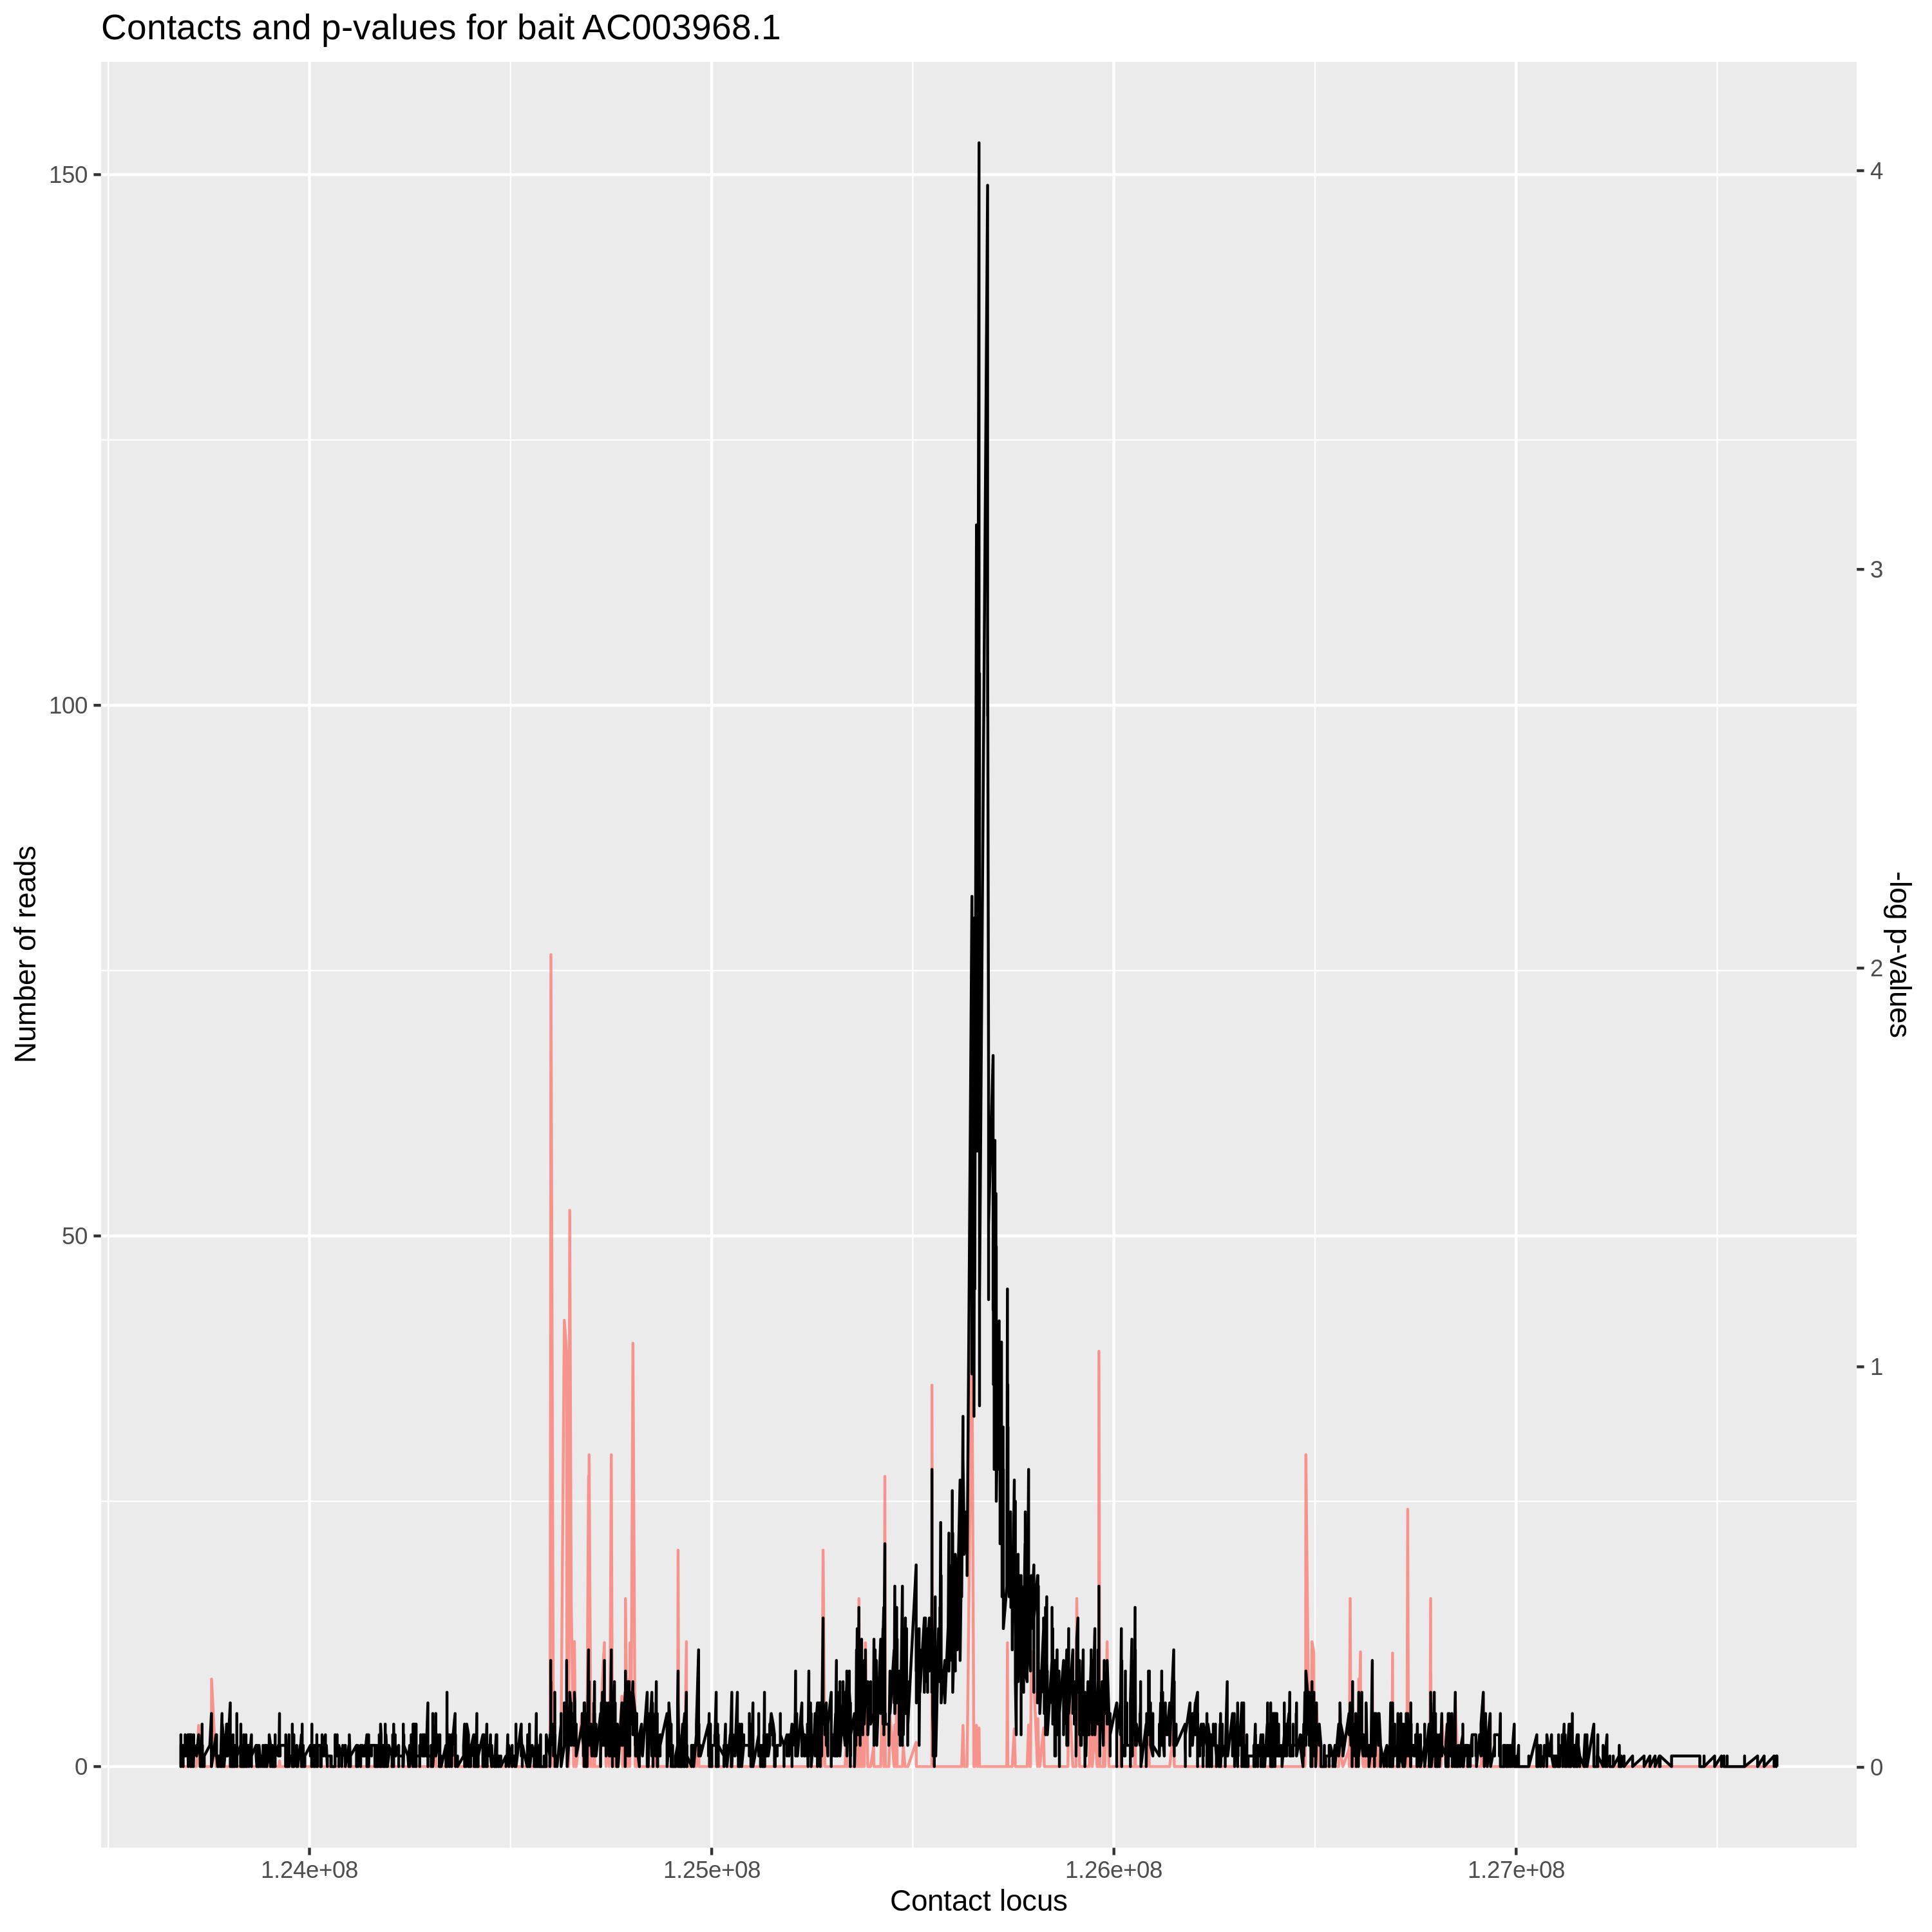 Contacts and p-values for bait AC003968.1
150
100
50
0
Number of reads
4
3
2
1
0
-log p-values
1.24e+08
1.25e+08
1.26e+08
1.27e+08
Contact locus